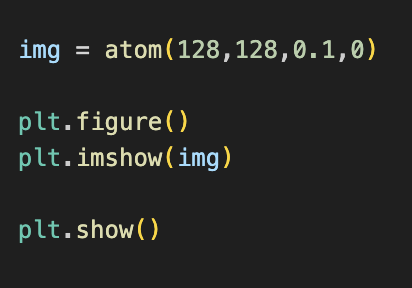 img = atom(128,128,0.1,0)
plt.figure()
plt.imshow(img)
plt.show()